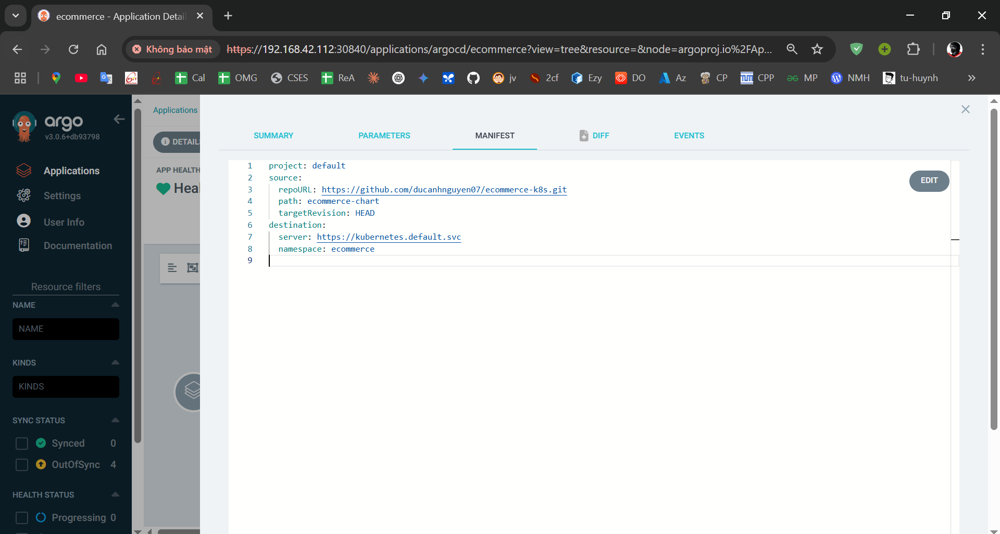 ecommerce - Application Detai
Không bảo mật
https://192.168.42.112:30840/applications/argocd/ecommerce?view=tree&resource=&node=argoproj.io%2FAp...
Cal
OMG
CSES
ReA
jv
2cf
Ezy
DO
Az
CP
CPP
MP
NMH
tu-huynh
argo
v3.0.6+db93798
Applications
Settings
User Info
Documentation
Resource filters
NAME
NAME
KINDS
KINDS
SYNC STATUS
Synced 0
OutOfSync 4
HEALTH STATUS
Progressing 0
Applications
DETAILS
APP HEALTH
Heal
SUMMARY
PARAMETERS
MANIFEST
DIFF
EVENTS
EDIT
1 project: default
2 source:
3 repoURL: https://github.com/ducanhnguyen07/ecommerce-k8s.git
4 path: ecommerce-chart
5 targetRevision: HEAD
6 destination:
7 server: https://kubernetes.default.svc
8 namespace: ecommerce
9